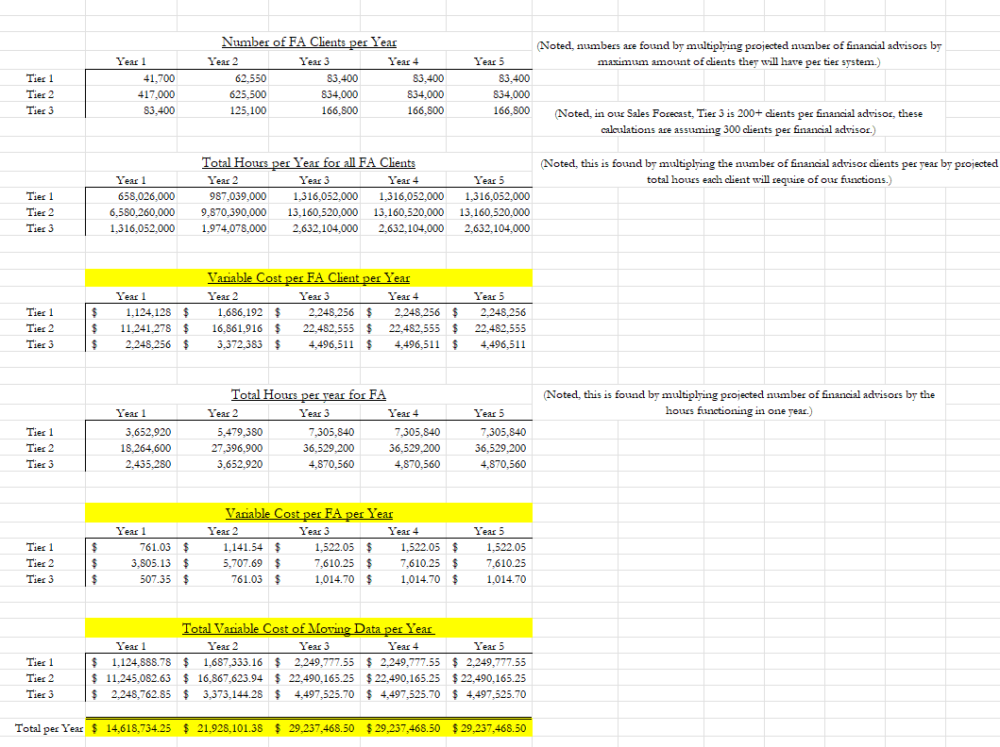 Number of FA Clients per Year
(Noted, numbers are found by multiplying projected number of financial advisors by
maximum amount of clients they will have per tier system.)
Year 1 Year 2 Year 3 Year 4 Year 5
Tier 1 41,700 62,550 83,400 83,400 83,400
Tier 2 417,000 625,500 834,000 834,000 834,000
Tier 3 83,400 125,100 166,800 166,800 166,800
(Noted, in our Sales Forecast, Tier 3 is 200+ clients per financial advisor, these
calculations are assuming 300 clients per financial advisor.)
Total Hours per Year for all FA Clients
(Noted, this is found by multiplying the number of financial advisor clients per year by projected
total hours each client will require of our functions.)
Year 1 Year 2 Year 3 Year 4 Year 5
Tier 1 658,026,000 987,039,000 1,316,052,000 1,316,052,000 1,316,052,000
Tier 2 6,580,260,000 9,870,390,000 13,160,520,000 13,160,520,000 13,160,520,000
Tier 3 1,316,052,000 1,974,078,000 2,632,104,000 2,632,104,000 2,632,104,000
Variable Cost per FA Client per Year
Year 1 Year 2 Year 3 Year 4 Year 5
Tier 1 $ 1,124,128 $ 1,686,192 $ 2,248,256 $ 2,248,256 $ 2,248,256
Tier 2 $ 11,241,278 $ 16,861,916 $ 22,482,555 $ 22,482,555 $ 22,482,555
Tier 3 $ 2,248,256 $ 3,372,383 $ 4,496,511 $ 4,496,511 $ 4,496,511
Total Hours per year for FA
(Noted, this is found by multiplying projected number of financial advisors by the
hours functioning in one year.)
Year 1 Year 2 Year 3 Year 4 Year 5
Tier 1 3,652,920 5,479,380 7,305,840 7,305,840 7,305,840
Tier 2 18,264,600 27,396,900 36,529,200 36,529,200 36,529,200
Tier 3 2,435,280 3,652,920 4,870,560 4,870,560 4,870,560
Variable Cost per FA per Year
Year 1 Year 2 Year 3 Year 4 Year 5
Tier 1 $ 761.03 $ 1,141.54 $ 1,522.05 $ 1,522.05 $ 1,522.05
Tier 2 $ 3,805.13 $ 5,707.69 $ 7,610.25 $ 7,610.25 $ 7,610.25
Tier 3 $ 507.35 $ 761.03 $ 1,014.70 $ 1,014.70 $ 1,014.70
Total Variable Cost of Moving Data per Year
Year 1 Year 2 Year 3 Year 4 Year 5
Tier 1 $ 1,124,888.78 $ 1,687,333.16 $ 2,249,777.55 $ 2,249,777.55 $ 2,249,777.55
Tier 2 $ 11,245,082.63 $ 16,867,623.94 $ 22,490,165.25 $ 22,490,165.25 $ 22,490,165.25
Tier 3 $ 2,248,762.85 $ 3,373,144.28 $ 4,497,525.70 $ 4,497,525.70 $ 4,497,525.70
Total per Year $ 14,618,734.25 $ 21,928,101.38 $ 29,237,468.50 $ 29,237,468.50 $ 29,237,468.50